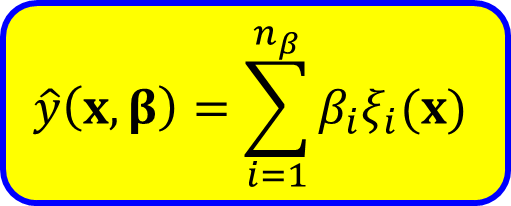 ŷ(𝐱, 𝛃) = ∑_{i=1}^{n_β} β_i ξ_i(𝐱)